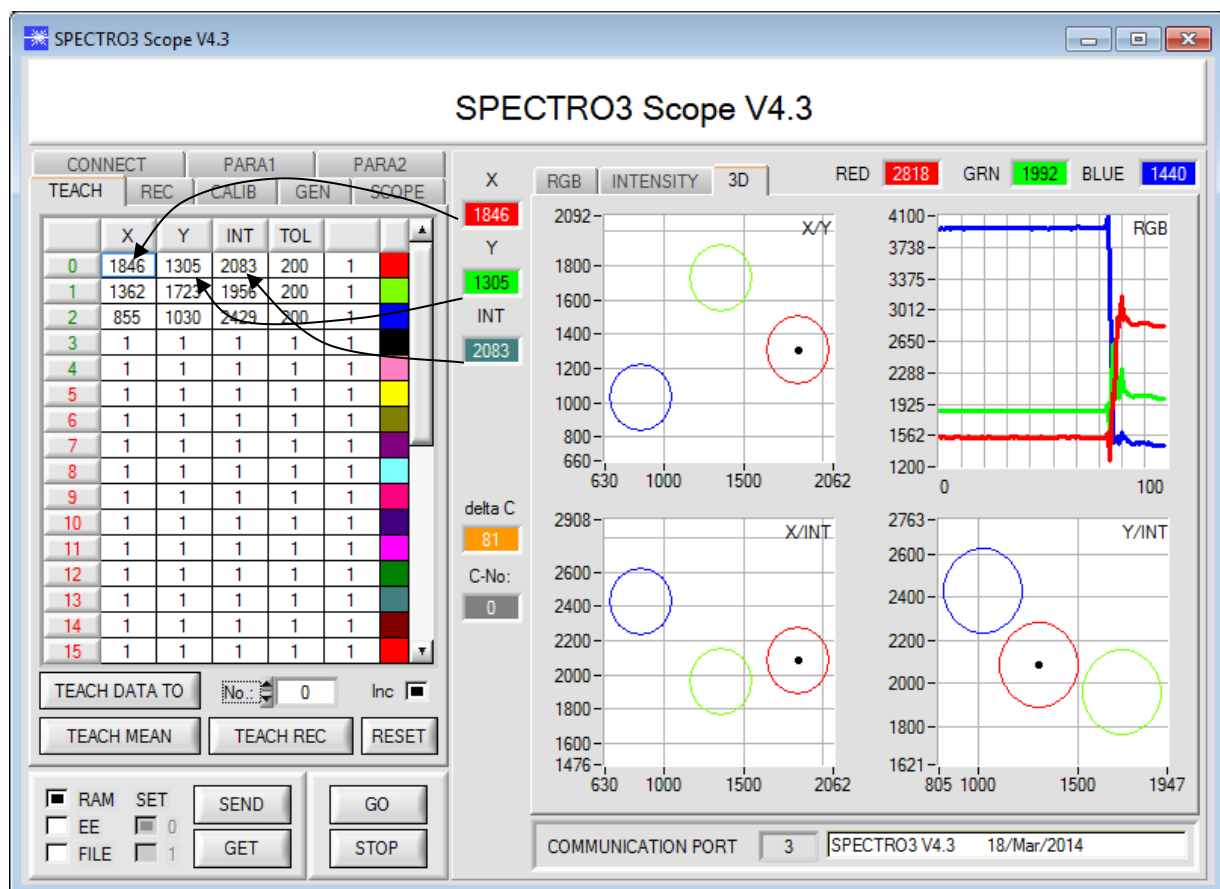 SPECTRO3 Scope V4.3
SPECTRO3 Scope V4.3
CONNECT PARA1 PARA2
TEACH REC CALIB GEN SCOPE
X Y INT TOL
0 1846 1305 2083 200 1
1 1362 1723 1956 200 1
2 855 1030 2429 200 1
3 1 1 1 1 1
4 1 1 1 1 1
5 1 1 1 1 1
6 1 1 1 1 1
7 1 1 1 1 1
8 1 1 1 1 1
9 1 1 1 1 1
10 1 1 1 1 1
11 1 1 1 1 1
12 1 1 1 1 1
13 1 1 1 1 1
14 1 1 1 1 1
15 1 1 1 1 1
TEACH DATA TO No.: 0 Inc
TEACH MEAN TEACH REC RESET
RAM SET SEND GO
EE 0
FILE 1 GET STOP
X
1846
Y
1305
INT
2083
delta C
81
C-No:
0
RGB INTENSITY 3D RED 2818 GRN 1992 BLUE 1440
X/Y
2092
1800
1600
1400
1200
1000
800
660
630 1000 1500 2062
RGB
4100
3738
3375
3012
2650
2288
1925
1562
1200
0 100
X/INT
2908
2600
2400
2200
2000
1800
1600
1476
630 1000 1500 2062
Y/INT
2763
2600
2400
2200
2000
1800
1621
805 1000 1500 1947
COMMUNICATION PORT 3 SPECTRO3 V4.3 18/Mar/2014